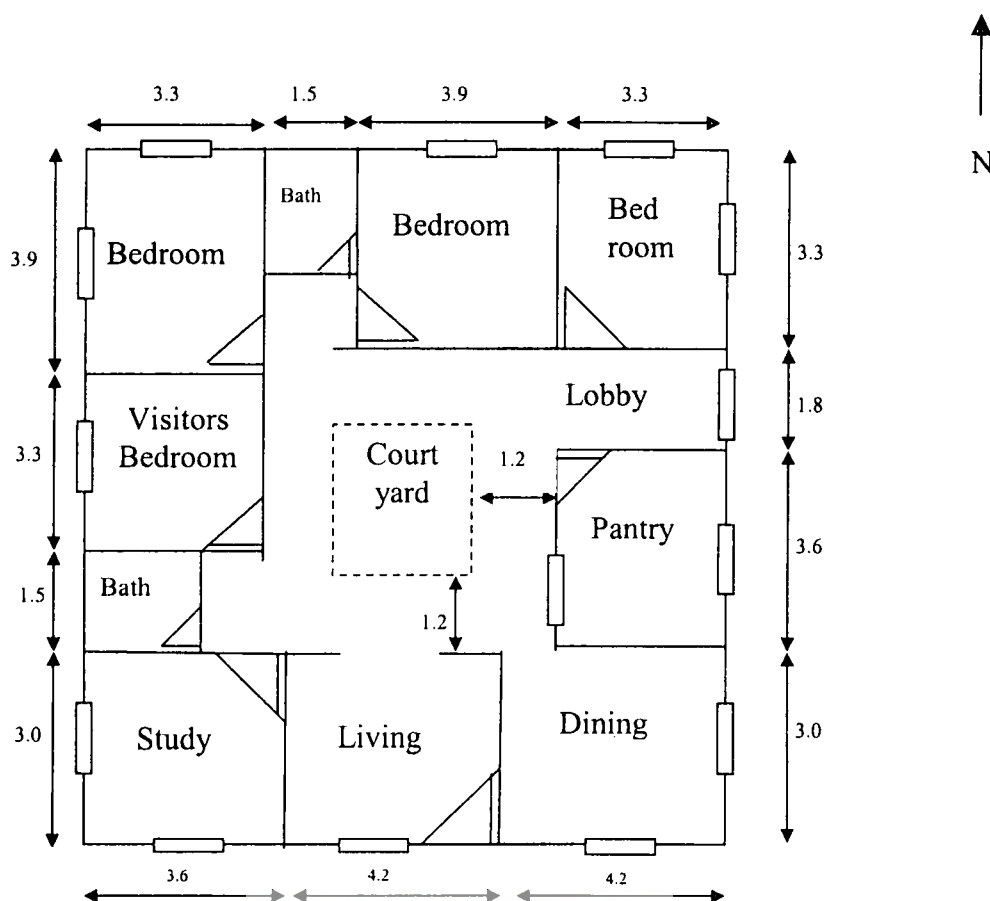 3.3
1.5
3.9
3.3
N
Bath
Bedroom
Bed
room
Bedroom
3.9
3.3
Lobby
1.8
Visitors
Bedroom
3.3
Court
yard
1.2
Pantry
3.6
Bath
1.5
1.2
Study
Living
Dining
3.0
3.0
3.6
4.2
4.2